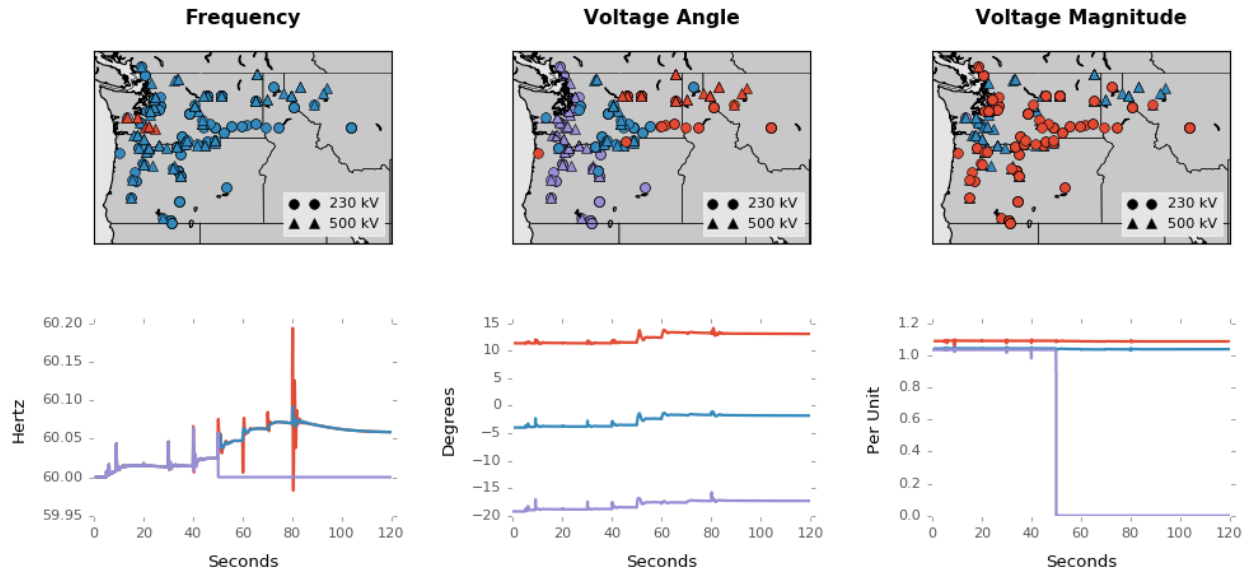 Frequency
Voltage Angle
Voltage Magnitude
230 kV
500 kV
230 kV
500 kV
230 kV
500 kV
60.20
60.15
60.10
60.05
60.00
59.95
Hertz
0 20 40 60 80 100 120
Seconds
15
10
5
0
−5
−10
−15
−20
Degrees
0 20 40 60 80 100 120
Seconds
1.2
1.0
0.8
0.6
0.4
0.2
0.0
Per Unit
0 20 40 60 80 100 120
Seconds